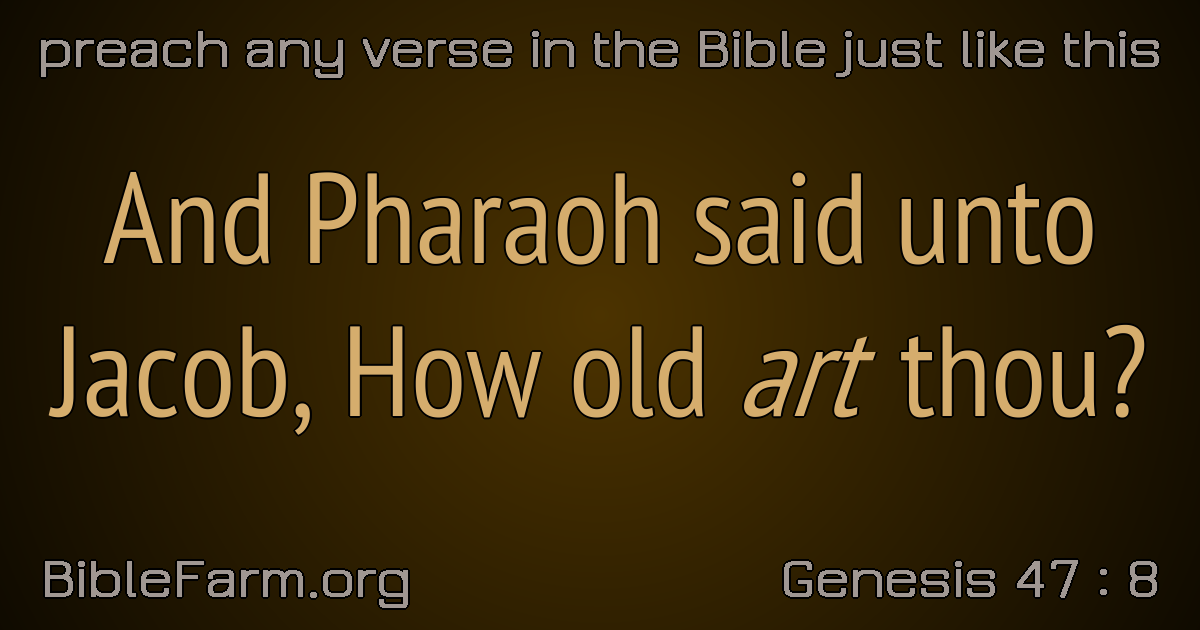 preach any verse in the Bible just like this
And Pharaoh said unto
Jacob, How old art thou?
BibleFarm.org
Genesis 47 : 8